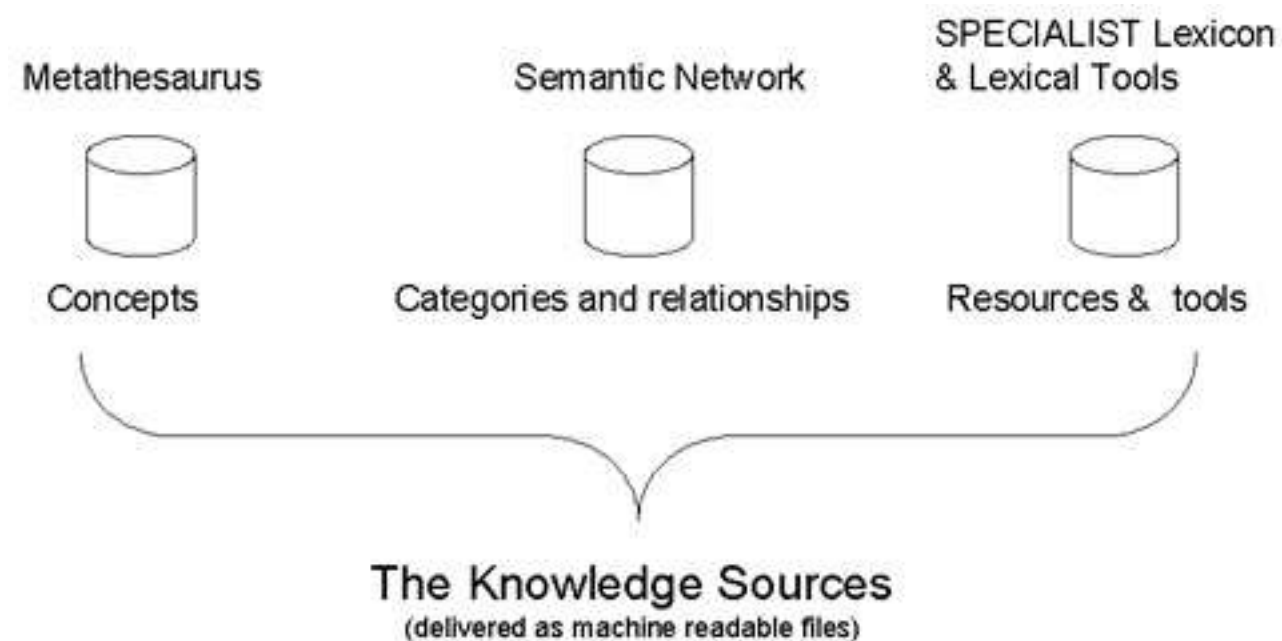 Metathesaurus
Semantic Network
SPECIALIST Lexicon
& Lexical Tools
Concepts
Categories and relationships
Resources & tools
The Knowledge Sources
(delivered as machine readable files)